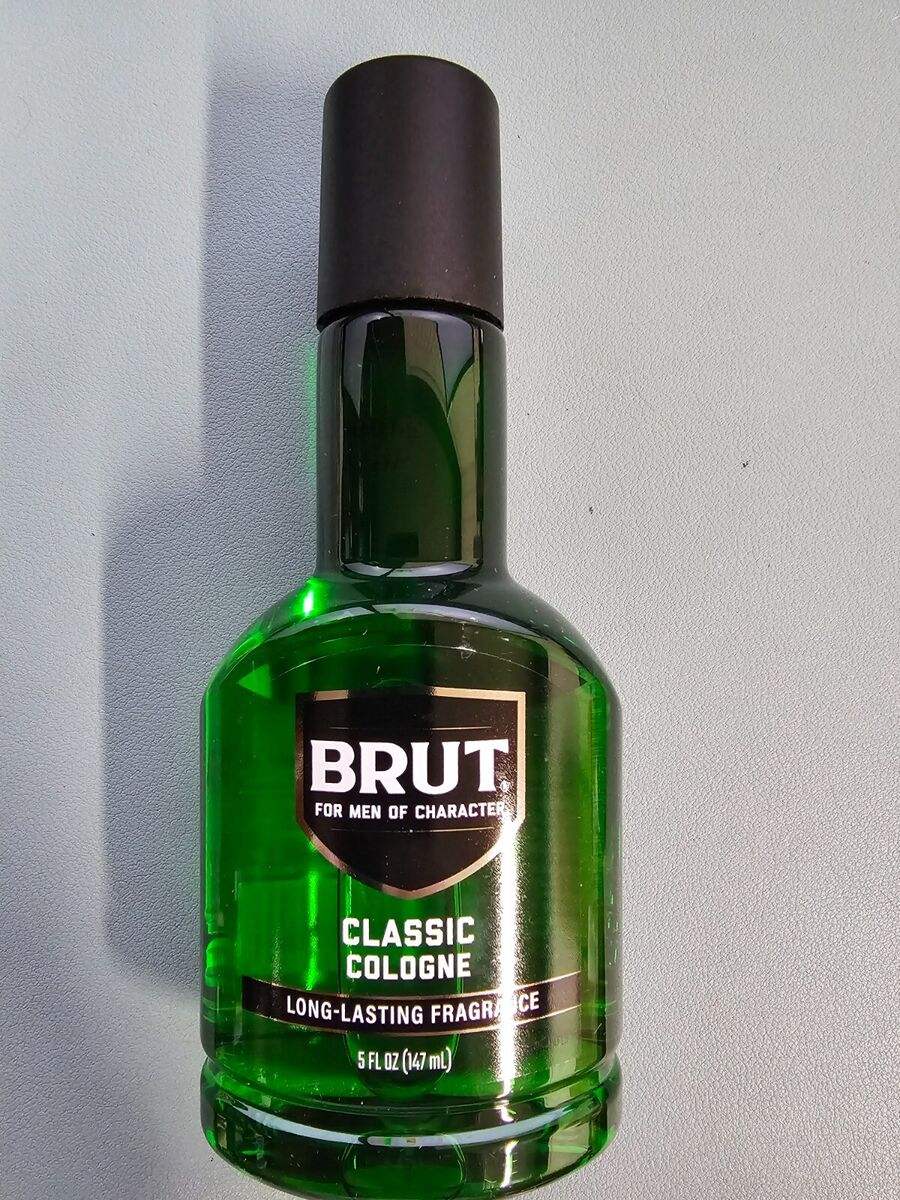 BRUT®
FOR MEN OF CHARACTER
CLASSIC
COLOGNE
LONG-LASTING FRAGRANCE
5 FL OZ (147 mL)